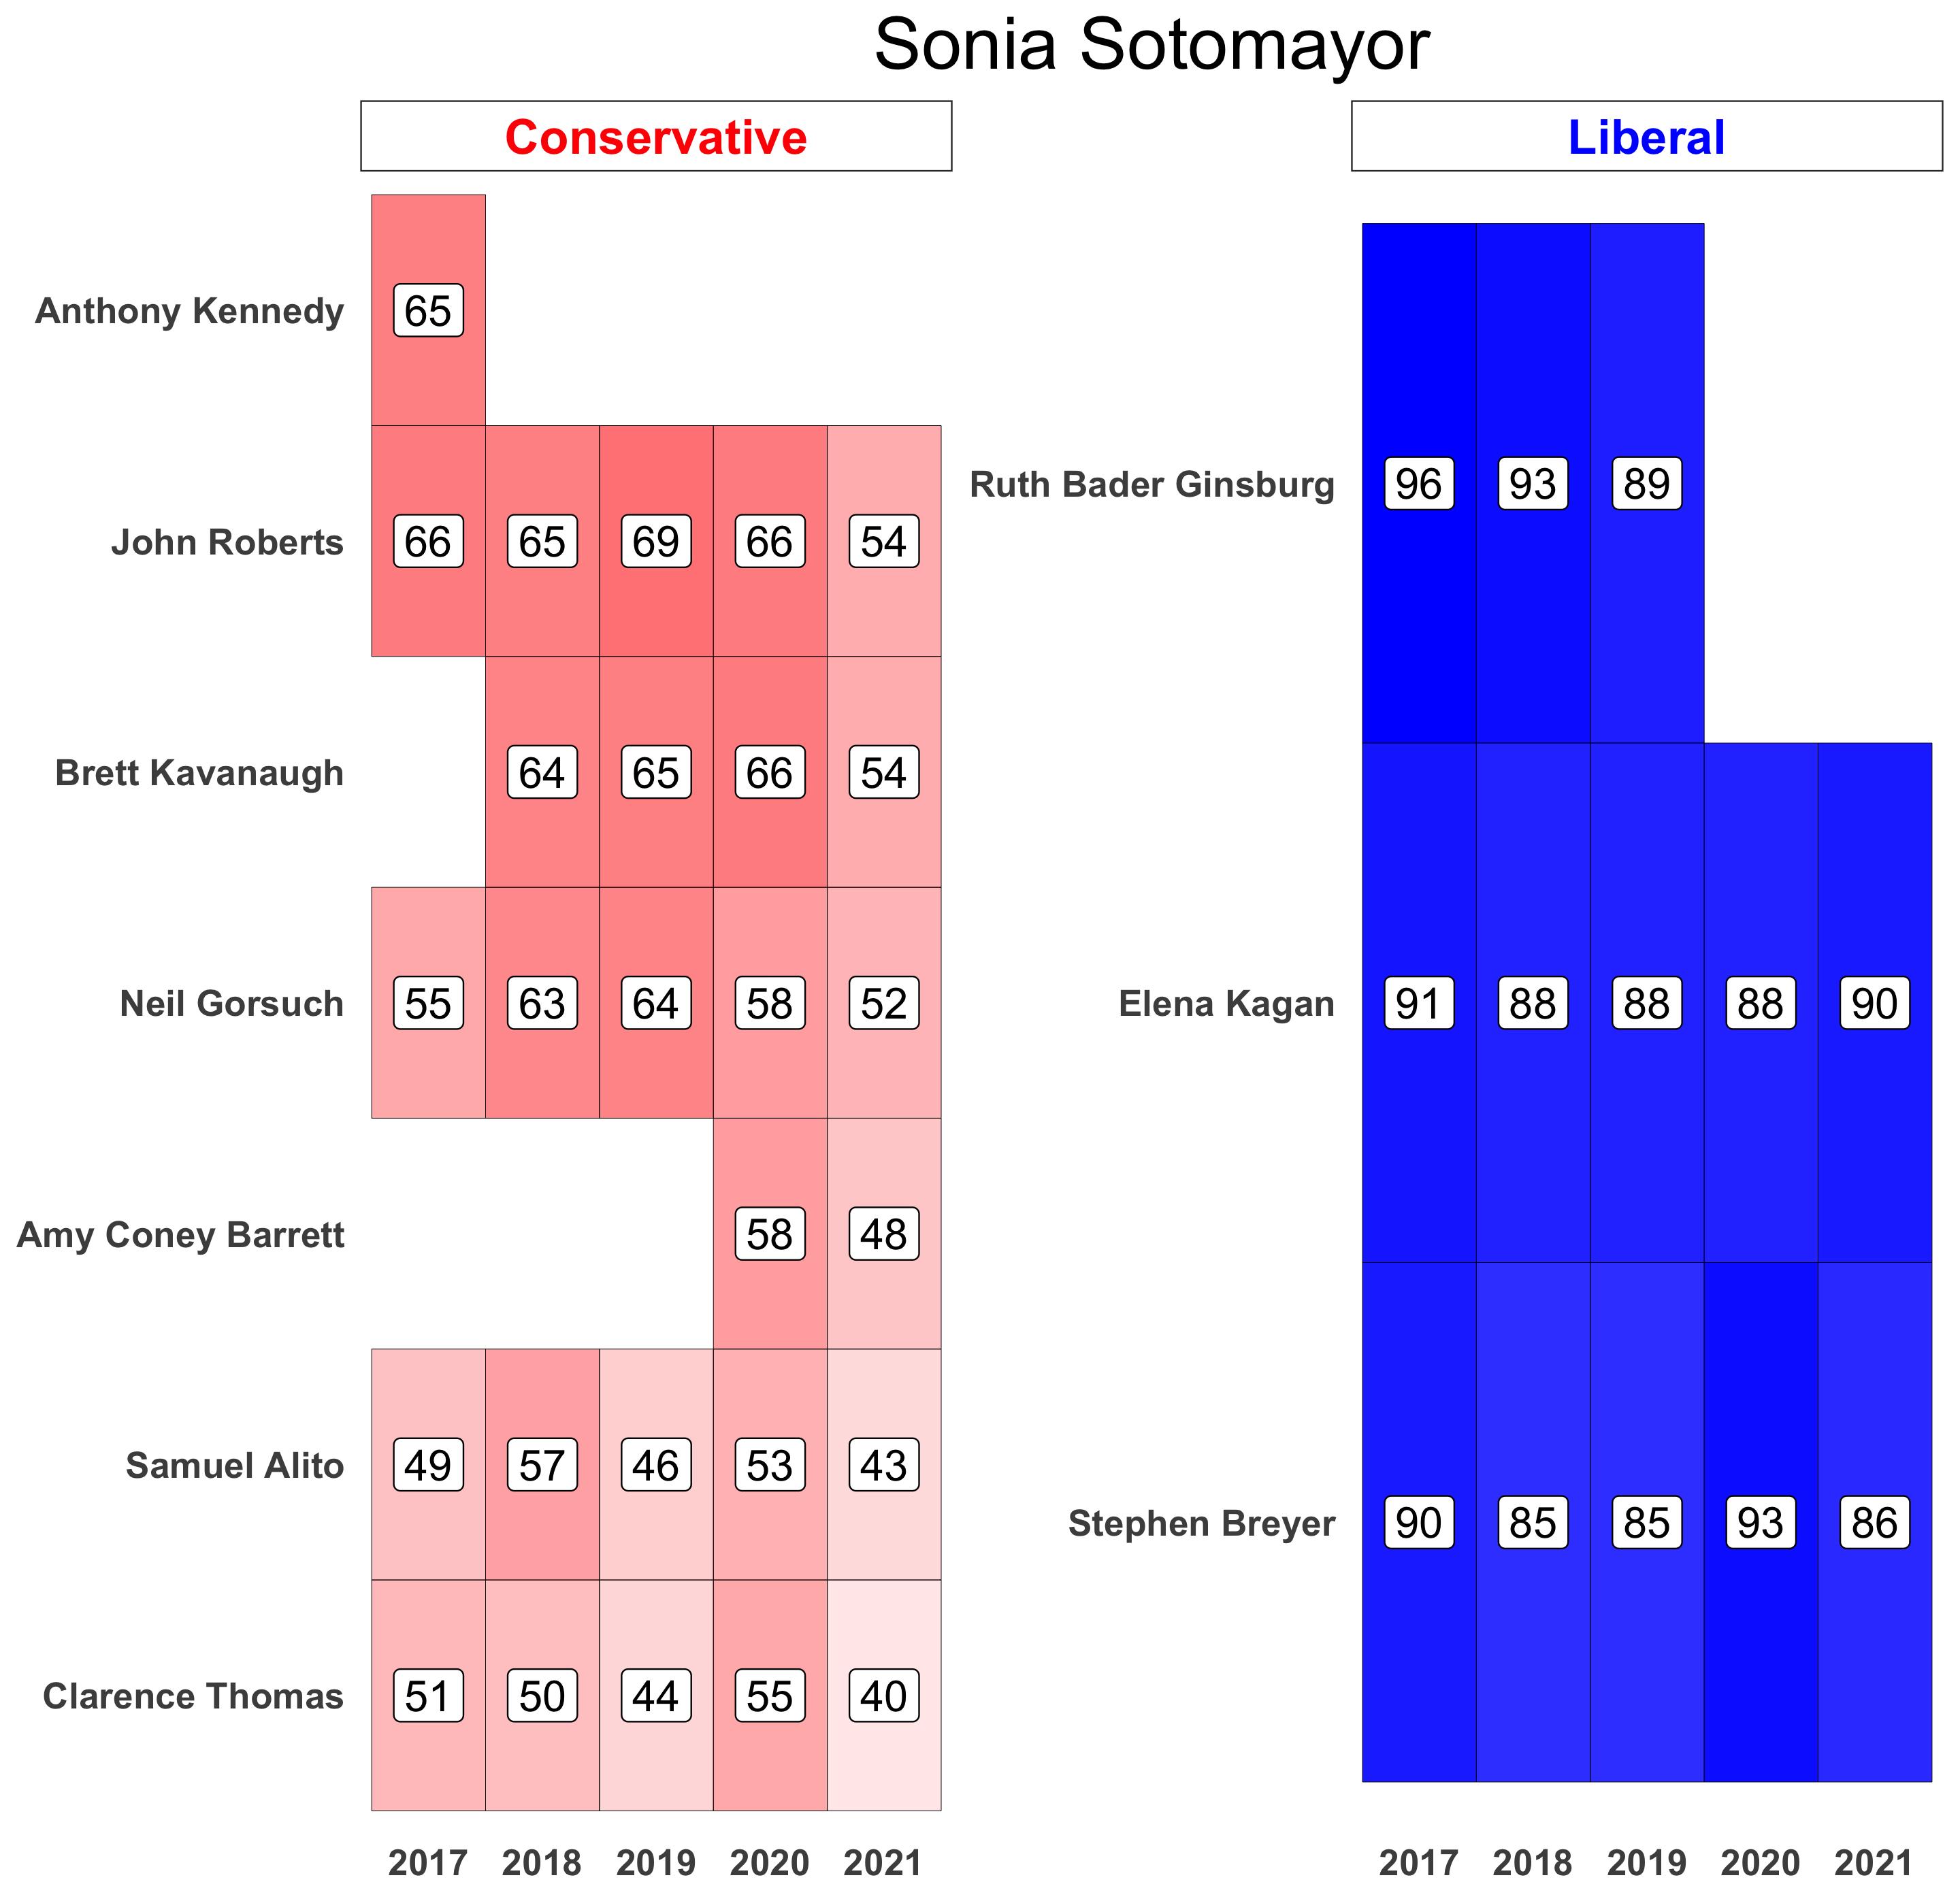 Sonia Sotomayor
Conservative
Anthony Kennedy 65
John Roberts 66 65 69 66 54
Brett Kavanaugh 64 65 66 54
Neil Gorsuch 55 63 64 58 52
Amy Coney Barrett 58 48
Samuel Alito 49 57 46 53 43
Clarence Thomas 51 50 44 55 40
2017 2018 2019 2020 2021
Liberal
Ruth Bader Ginsburg 96 93 89
Elena Kagan 91 88 88 88 90
Stephen Breyer 90 85 85 93 86
2017 2018 2019 2020 2021